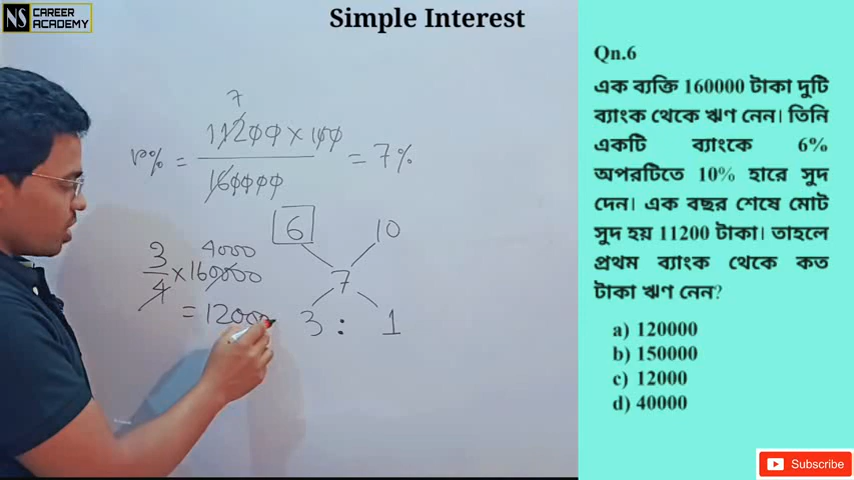 NS CAREER ACADEMY
Simple Interest
Qn.6
এক ব্যক্তি 160000 টাকা দুটি
ব্যাংক থেকে ঋণ নেন। তিনি
একটি ব্যাংকে 6%
অপরটিতে 10% হারে সুদ
দেন। এক বছর শেষে মোট
সুদ হয় 11200 টাকা। তাহলে
প্রথম ব্যাংক থেকে কত
টাকা ঋণ নেন?
a) 120000
b) 150000
c) 12000
d) 40000
7
r% = 11200 × 100 / 160000 = 7%
6 10
7
3 : 1
4000
3/4 × 160000
= 12000
Subscribe